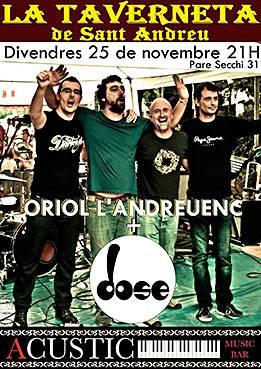 LA TAVERNETA
de Sant Andreu
Divendres 25 de novembre 21H
Pare Secchi 31
ORIOL L'ANDREUENC
+
dose
ACUSTIC
MUSIC
BAR